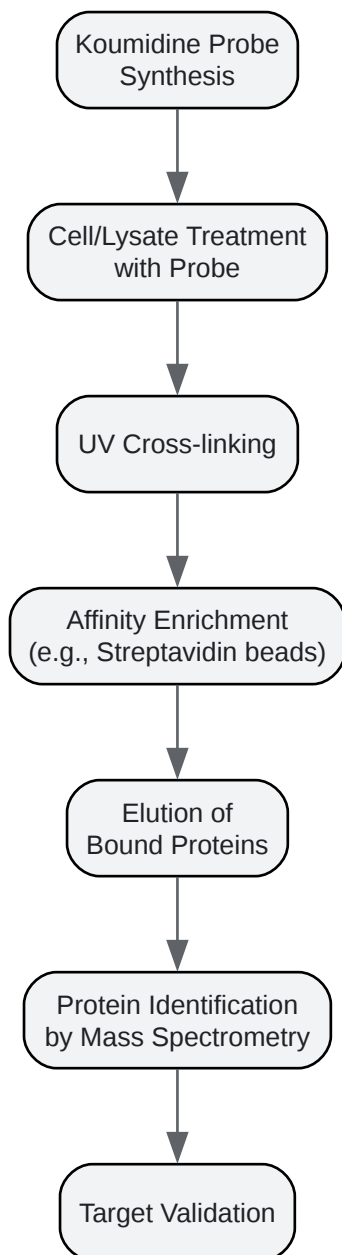 Koumidine Probe
Synthesis
Cell/Lysate Treatment
with Probe
UV Cross-linking
Affinity Enrichment
(e.g., Streptavidin beads)
Elution of
Bound Proteins
Protein Identification
by Mass Spectrometry
Target Validation